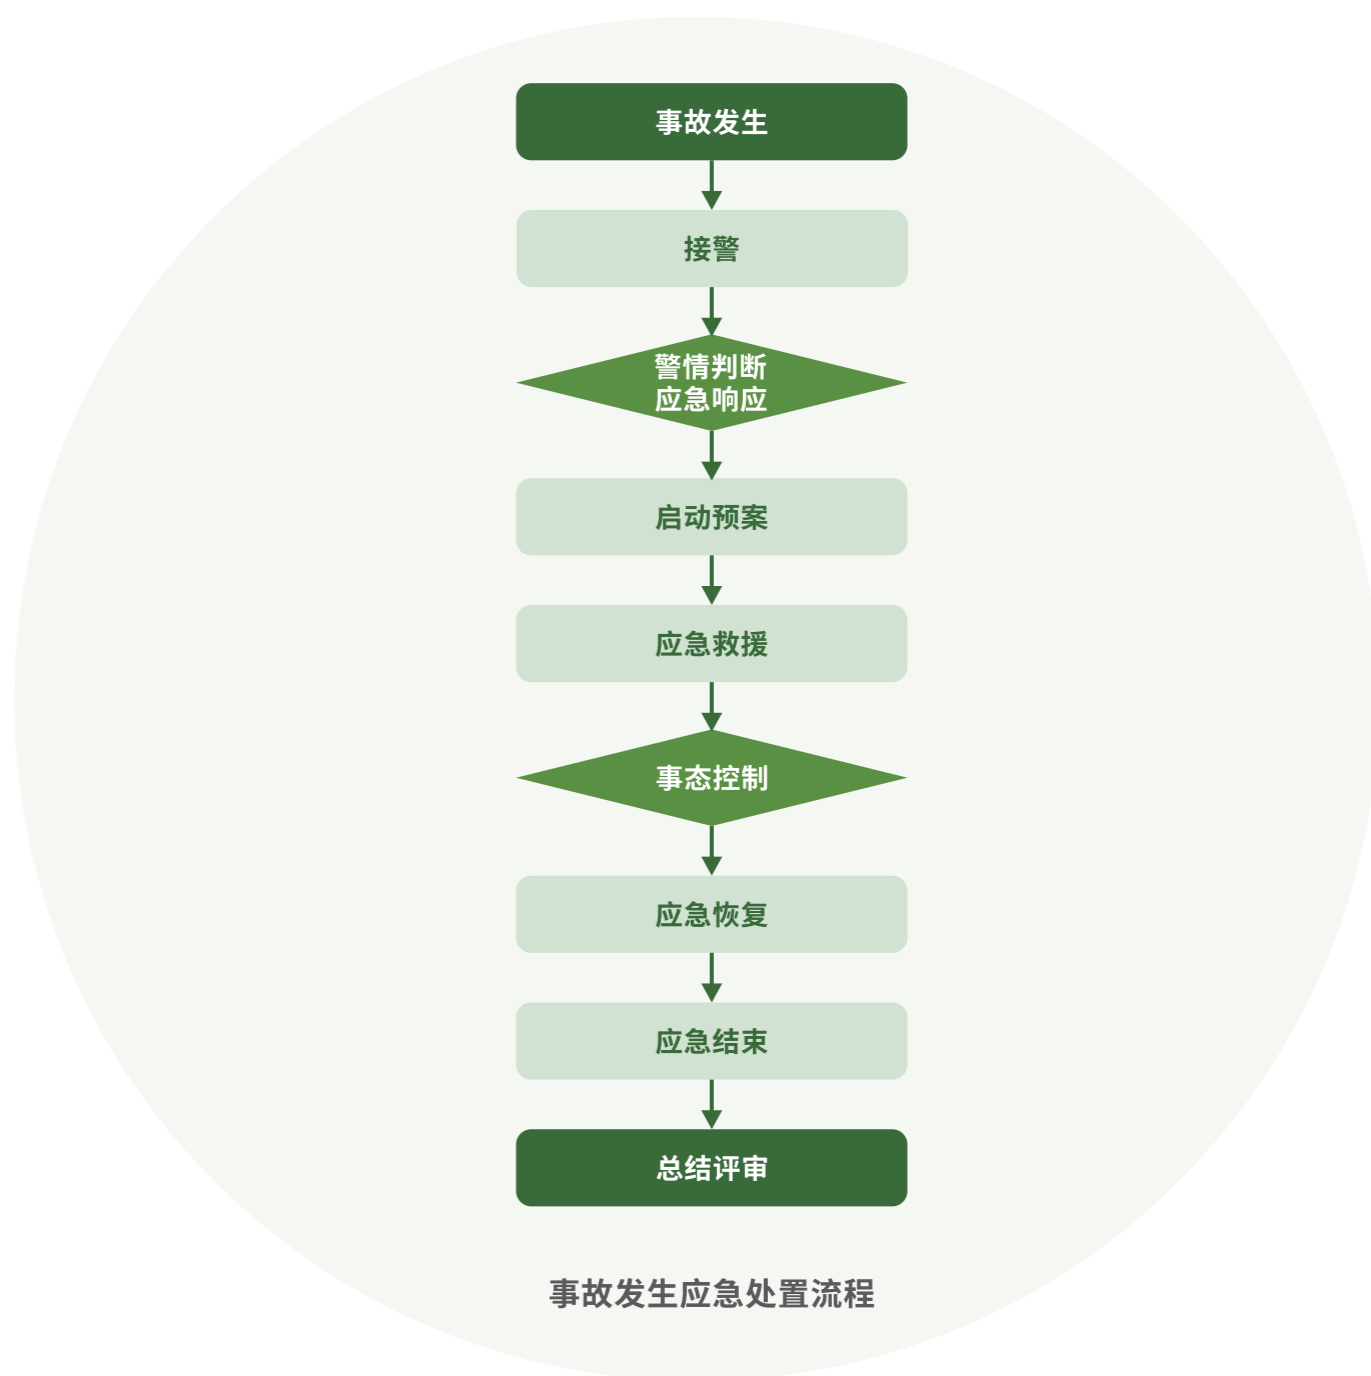 事故发生
接警
警情判断
应急响应
启动预案
应急救援
事态控制
应急恢复
应急结束
总结评审
事故发生应急处置流程